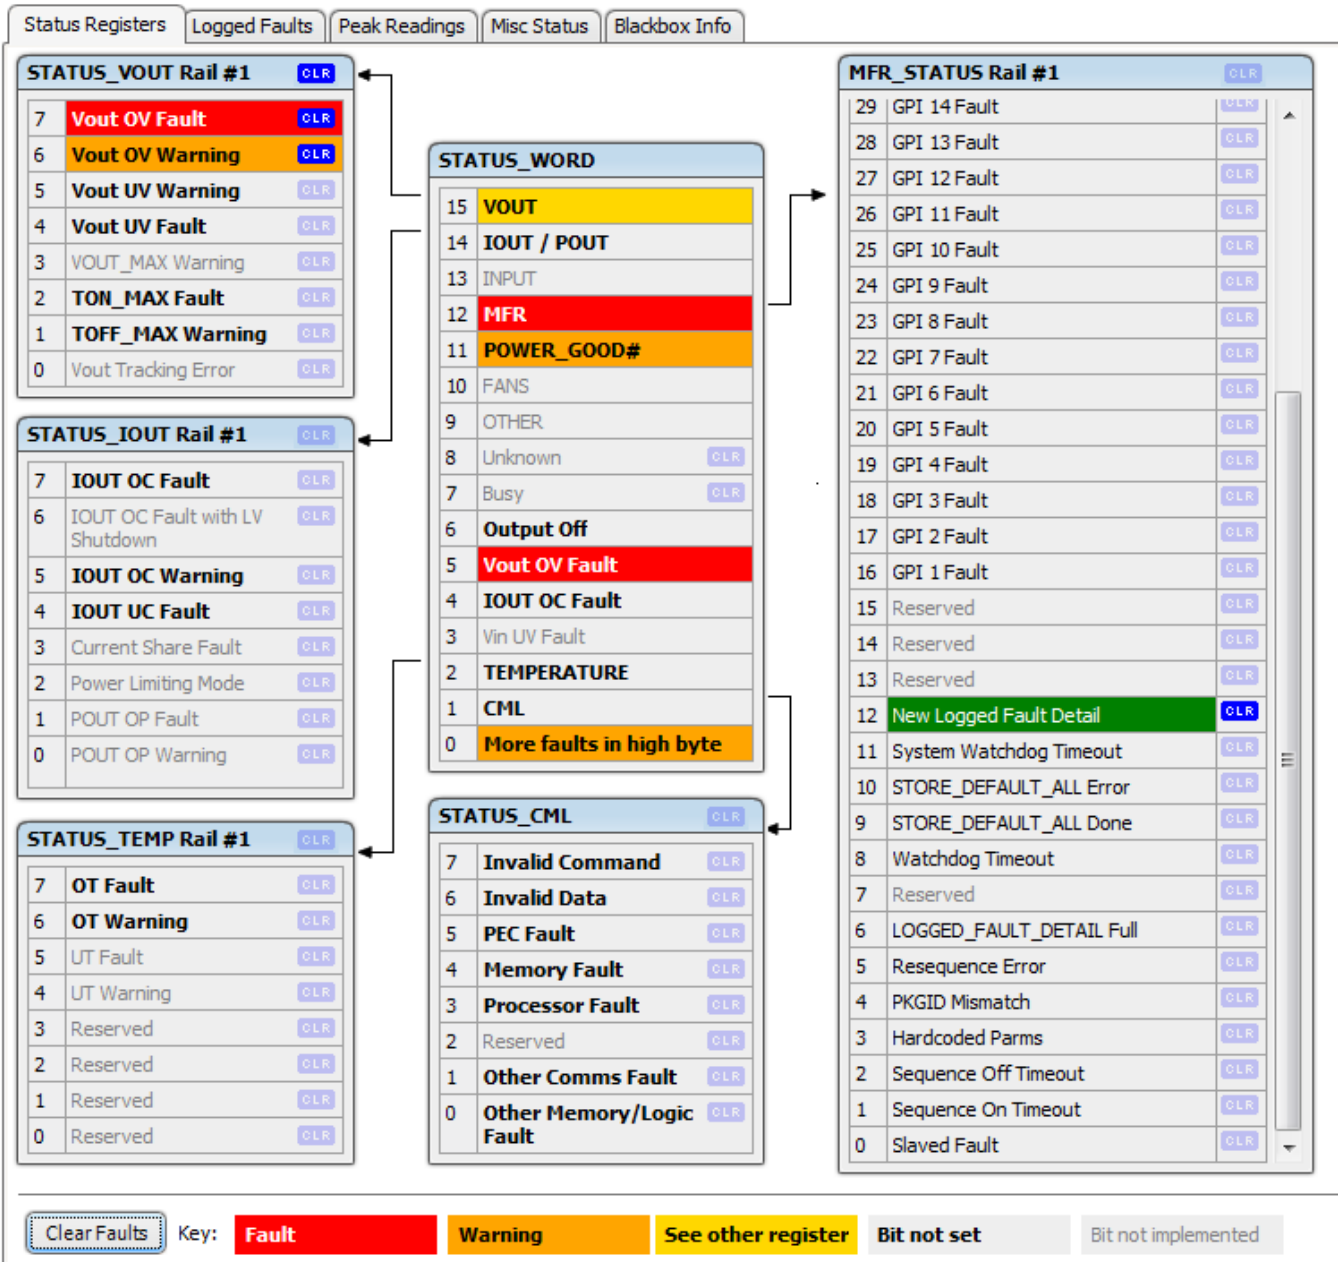 Status Registers Logged Faults Peak Readings Misc Status Blackbox Info
STATUS_VOUT Rail #1 CLR
7 Vout OV Fault CLR
6 Vout OV Warning CLR
5 Vout UV Warning CLR
4 Vout UV Fault CLR
3 VOUT_MAX Warning CLR
2 TON_MAX Fault CLR
1 TOFF_MAX Warning CLR
0 Vout Tracking Error CLR
STATUS_IOUT Rail #1 CLR
7 IOUT OC Fault CLR
6 IOUT OC Fault with LV CLR
Shutdown
5 IOUT OC Warning CLR
4 IOUT UC Fault CLR
3 Current Share Fault CLR
2 Power Limiting Mode CLR
1 POUT OP Fault CLR
0 POUT OP Warning CLR
STATUS_TEMP Rail #1 CLR
7 OT Fault CLR
6 OT Warning CLR
5 UT Fault CLR
4 UT Warning CLR
3 Reserved CLR
2 Reserved CLR
1 Reserved CLR
0 Reserved CLR
STATUS_WORD
15 VOUT
14 IOUT / POUT
13 INPUT
12 MFR
11 POWER_GOOD#
10 FANS
9 OTHER
8 Unknown CLR
7 Busy CLR
6 Output Off
5 Vout OV Fault
4 IOUT OC Fault
3 Vin UV Fault
2 TEMPERATURE
1 CML
0 More faults in high byte
STATUS_CML CLR
7 Invalid Command CLR
6 Invalid Data CLR
5 PEC Fault CLR
4 Memory Fault CLR
3 Processor Fault CLR
2 Reserved CLR
1 Other Comms Fault CLR
0 Other Memory/Logic CLR
Fault
MFR_STATUS Rail #1 CLR
29 GPI 14 Fault CLR
28 GPI 13 Fault CLR
27 GPI 12 Fault CLR
26 GPI 11 Fault CLR
25 GPI 10 Fault CLR
24 GPI 9 Fault CLR
23 GPI 8 Fault CLR
22 GPI 7 Fault CLR
21 GPI 6 Fault CLR
20 GPI 5 Fault CLR
19 GPI 4 Fault CLR
18 GPI 3 Fault CLR
17 GPI 2 Fault CLR
16 GPI 1 Fault CLR
15 Reserved CLR
14 Reserved CLR
13 Reserved CLR
12 New Logged Fault Detail CLR
11 System Watchdog Timeout CLR
10 STORE_DEFAULT_ALL Error CLR
9 STORE_DEFAULT_ALL Done CLR
8 Watchdog Timeout CLR
7 Reserved CLR
6 LOGGED_FAULT_DETAIL Full CLR
5 Resequence Error CLR
4 PKGID Mismatch CLR
3 Hardcoded Parms CLR
2 Sequence Off Timeout CLR
1 Sequence On Timeout CLR
0 Slaved Fault CLR
Clear Faults Key: Fault Warning See other register Bit not set Bit not implemented